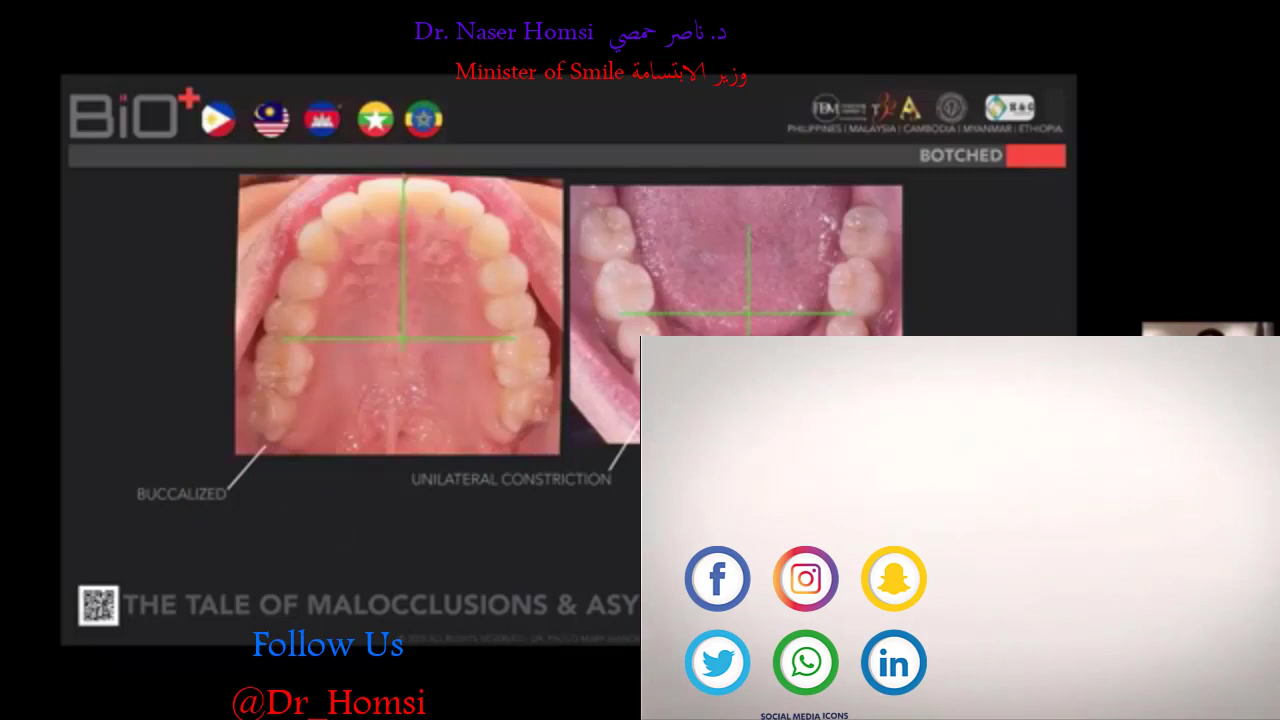 Dr. Naser Homsi د. ناصر حمصي
Minister of Smile وزير الابتسامة
BiO+
PHILIPPINES | MALAYSIA | CAMBODIA | MYANMAR | ETHIOPIA
BOTCHED
UNILATERAL CONSTRICTION
BUCCALIZED
THE TALE OF MALOCCLUSIONS & ASY
Follow Us
@Dr_Homsi
SOCIAL MEDIA ICONS